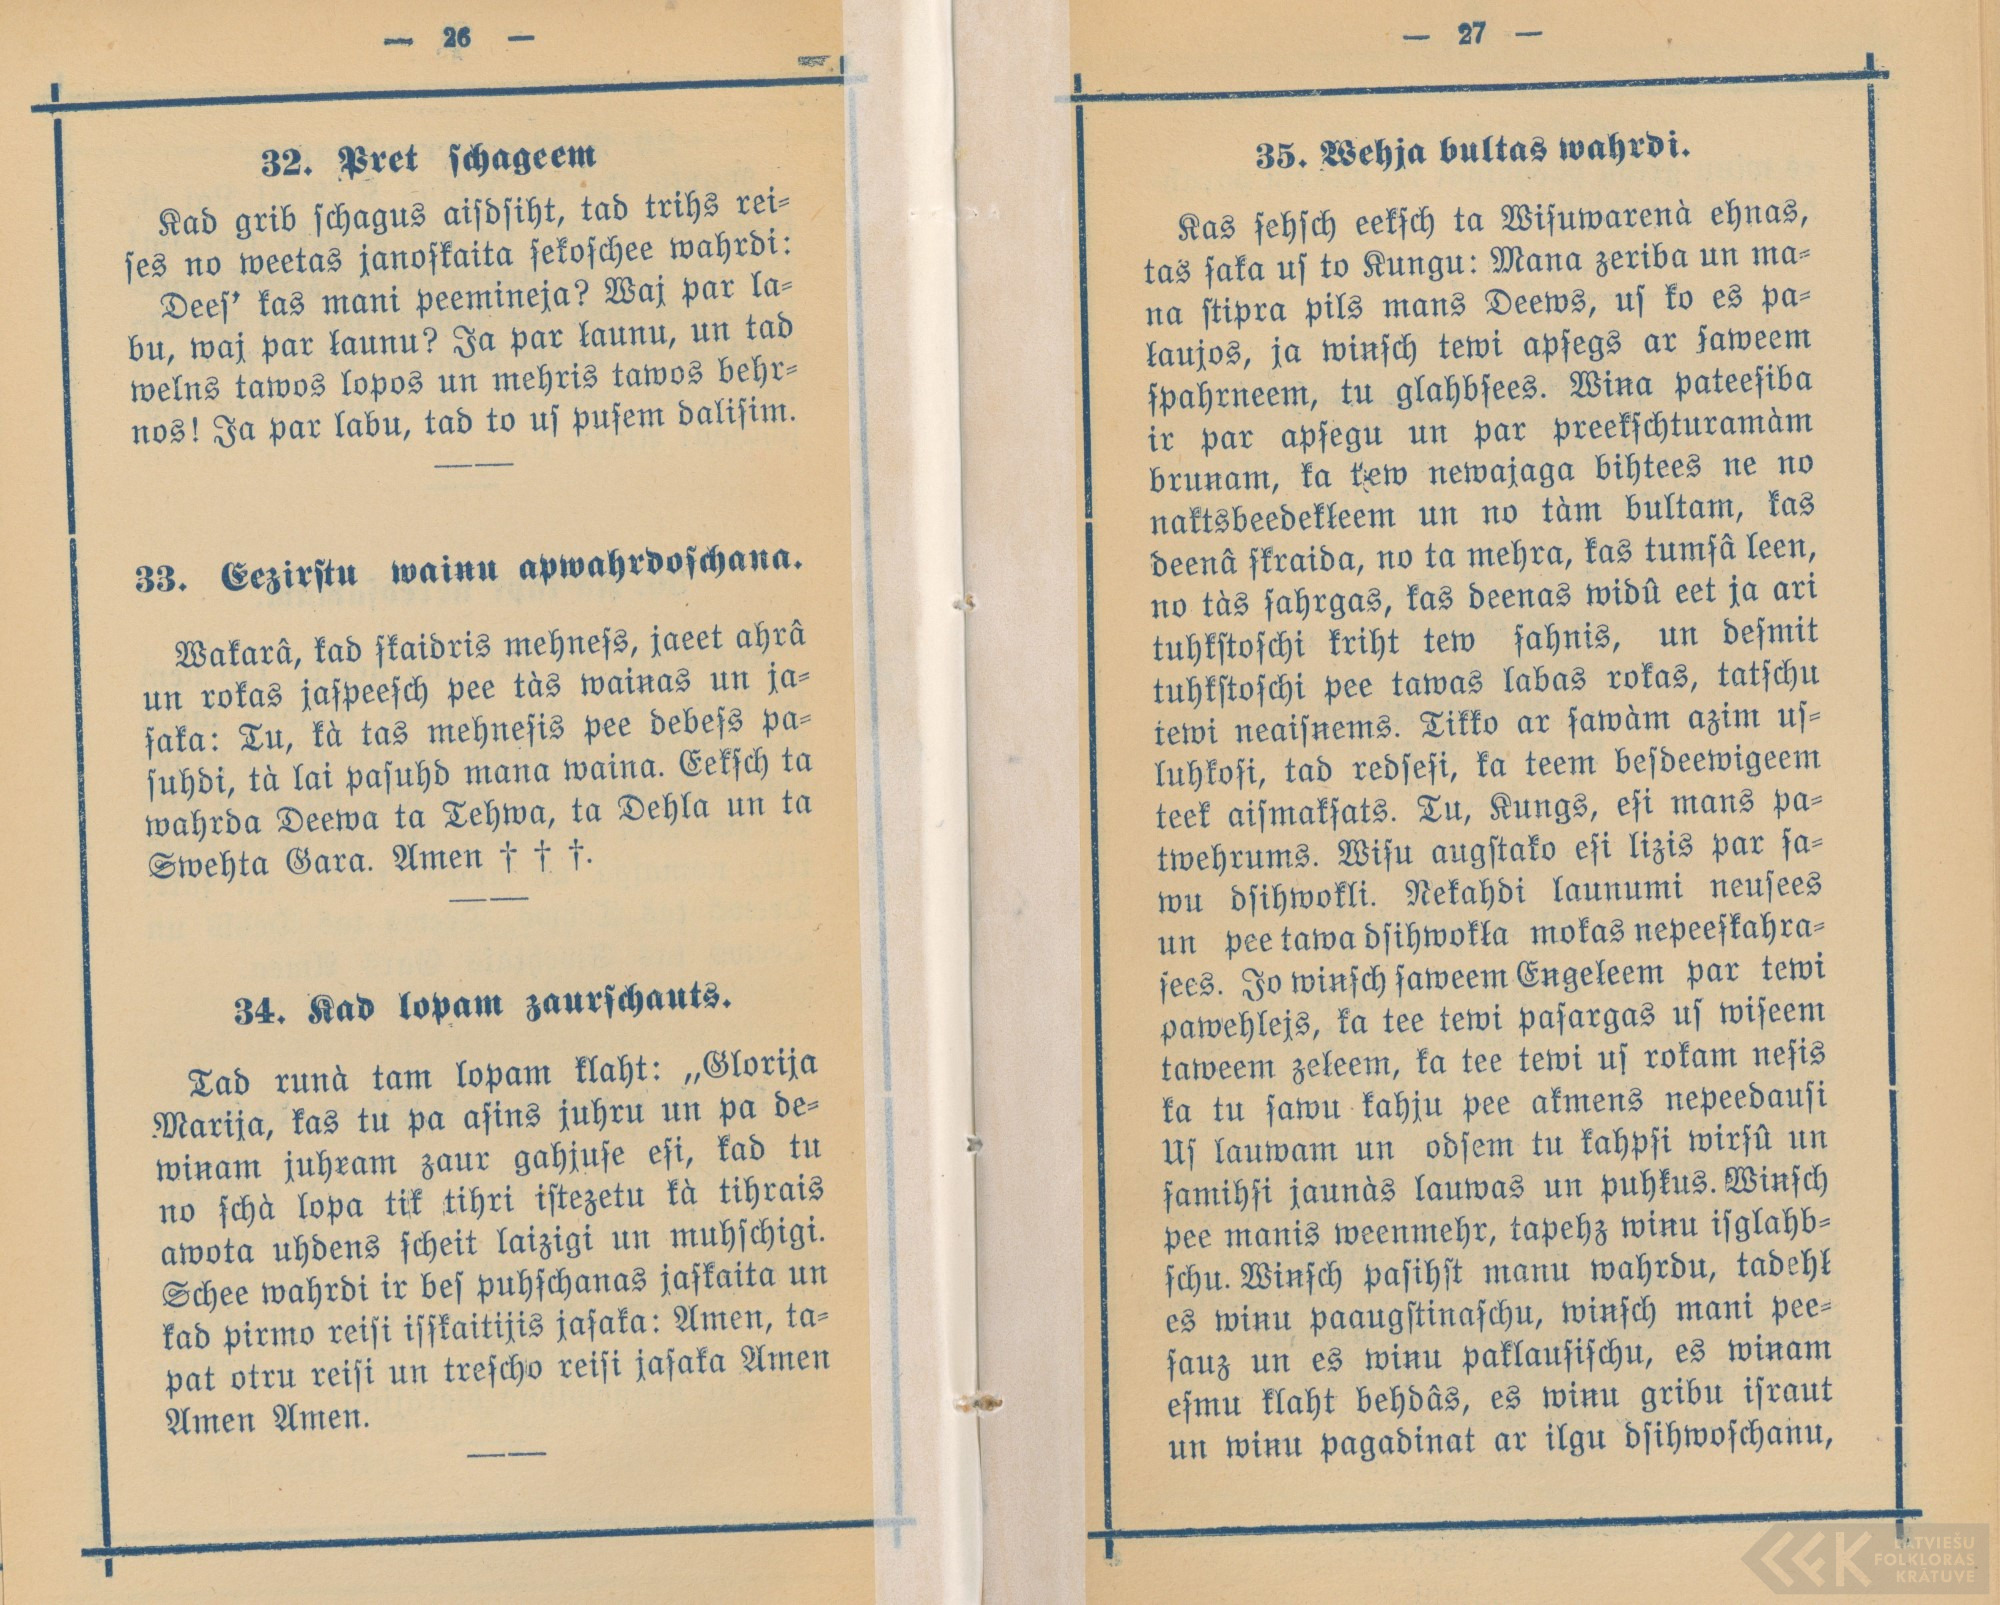 — 26 —
32. Pret ſchageem
Kad grib ſchagus aiſdſiht, tad trihs rei-
ſes no weetas janoſkaita ſekoſchee wahrdi:
Deeſ’ kas mani peemineja? Waj par la-
bu, waj par łaunu? Ja par łaunu, un tad
welns tawos lopos un mehris tawos behr-
nos! Ja par labu, tad to uſ puſem daliſim.
33. Eezirſtu wainu apwahrdoſchana.
Wakarâ, kad ſkaidris mehneſs, jaeet ahrâ
un rokas jaſpeeſch pee tàs wainas un ja-
ſaka: Tu, kà tas mehneſis pee debeſs pa-
ſuhdi, tà lai paſuhd mana waina. Eekſch ta
wahrda Deewa ta Tehwa, ta Dehla un ta
Swehta Gara. Amen † † †.
34. Kad lopam zaurſchauts.
Tad runà tam lopam klaht: „Glorija
Marija, kas tu pa aſins juhru un pa de-
winam juhram zaur gahjuſe eſi, kad tu
no ſchà lopa tik tihri iſtezetu kà tihrais
awota uhdens ſcheit laizigi un muhſchigi.
Schee wahrdi ir beſ puhſchanas jaſkaita un
kad pirmo reiſi iſſkaitijis jaſaka: Amen, ta-
pat otru reiſi un treſcho reiſi jaſaka Amen
Amen Amen.
— 27 —
35. Wehja bultas wahrdi.
Kas ſehſch eekſch ta Wiſuwarenà ehnas,
tas ſaka uſ to Kungu: Mana zeriba un ma-
na ſtipra pils mans Deews, uſ ko es pa-
łaujos, ja winſch tewi apſegs ar ſaweem
ſpahrneem, tu glahbſees. Wina pateeſiba
ir par apſegu un par preekſchturamàm
brunam, ka tew newajaga bihtees ne no
naktsbeedekłeem un no tàm bultam, kas
deenâ ſkraida, no ta mehra, kas tumſâ leen,
no tàs ſahrgas, kas deenas widû eet ja ari
tuhkſtoſchi kriht tew ſahnis, un deſmit
tuhkſtoſchi pee tawas labas rokas, tatſchu
tewi neaiſnems. Tikko ar ſawàm azim uſ-
luhkoſi, tad redſeſi, ka teem beſdeewigeem
teek aiſmakſats. Tu, Kungs, eſi mans pa-
twehrums. Wiſu augſtako eſi lizis par ſa-
wu dſihwokli. Nekahdi launumi neuſees
un pee tawa dſihwokła mokas nepeeſkahra-
ſees. Jo winſch ſaweem Engełeem par tewi
pawehlejs, ka tee tewi paſargas uſ wiſeem
taweem zełeem, ka tee tewi uſ rokam neſis
ka tu ſawu kahju pee akmens nepeedauſi
Uſ lauwam un odſem tu kahpſi wirſû un
ſamihſi jaunàs lauwas un puhkus. Winſch
pee manis weenmehr, tapehz winu iſglahb-
ſchu. Winſch paſihſt manu wahrdu, tadehł
es winu paaugſtinaſchu, winſch mani pee-
ſauz un es winu paklauſiſchu, es winam
eſmu klaht behdâs, es winu gribu iſraut
un winu pagadinat ar ilgu dſihwoſchanu,
LATVIEŠU
FOLKLORAS
KRĀTUVE